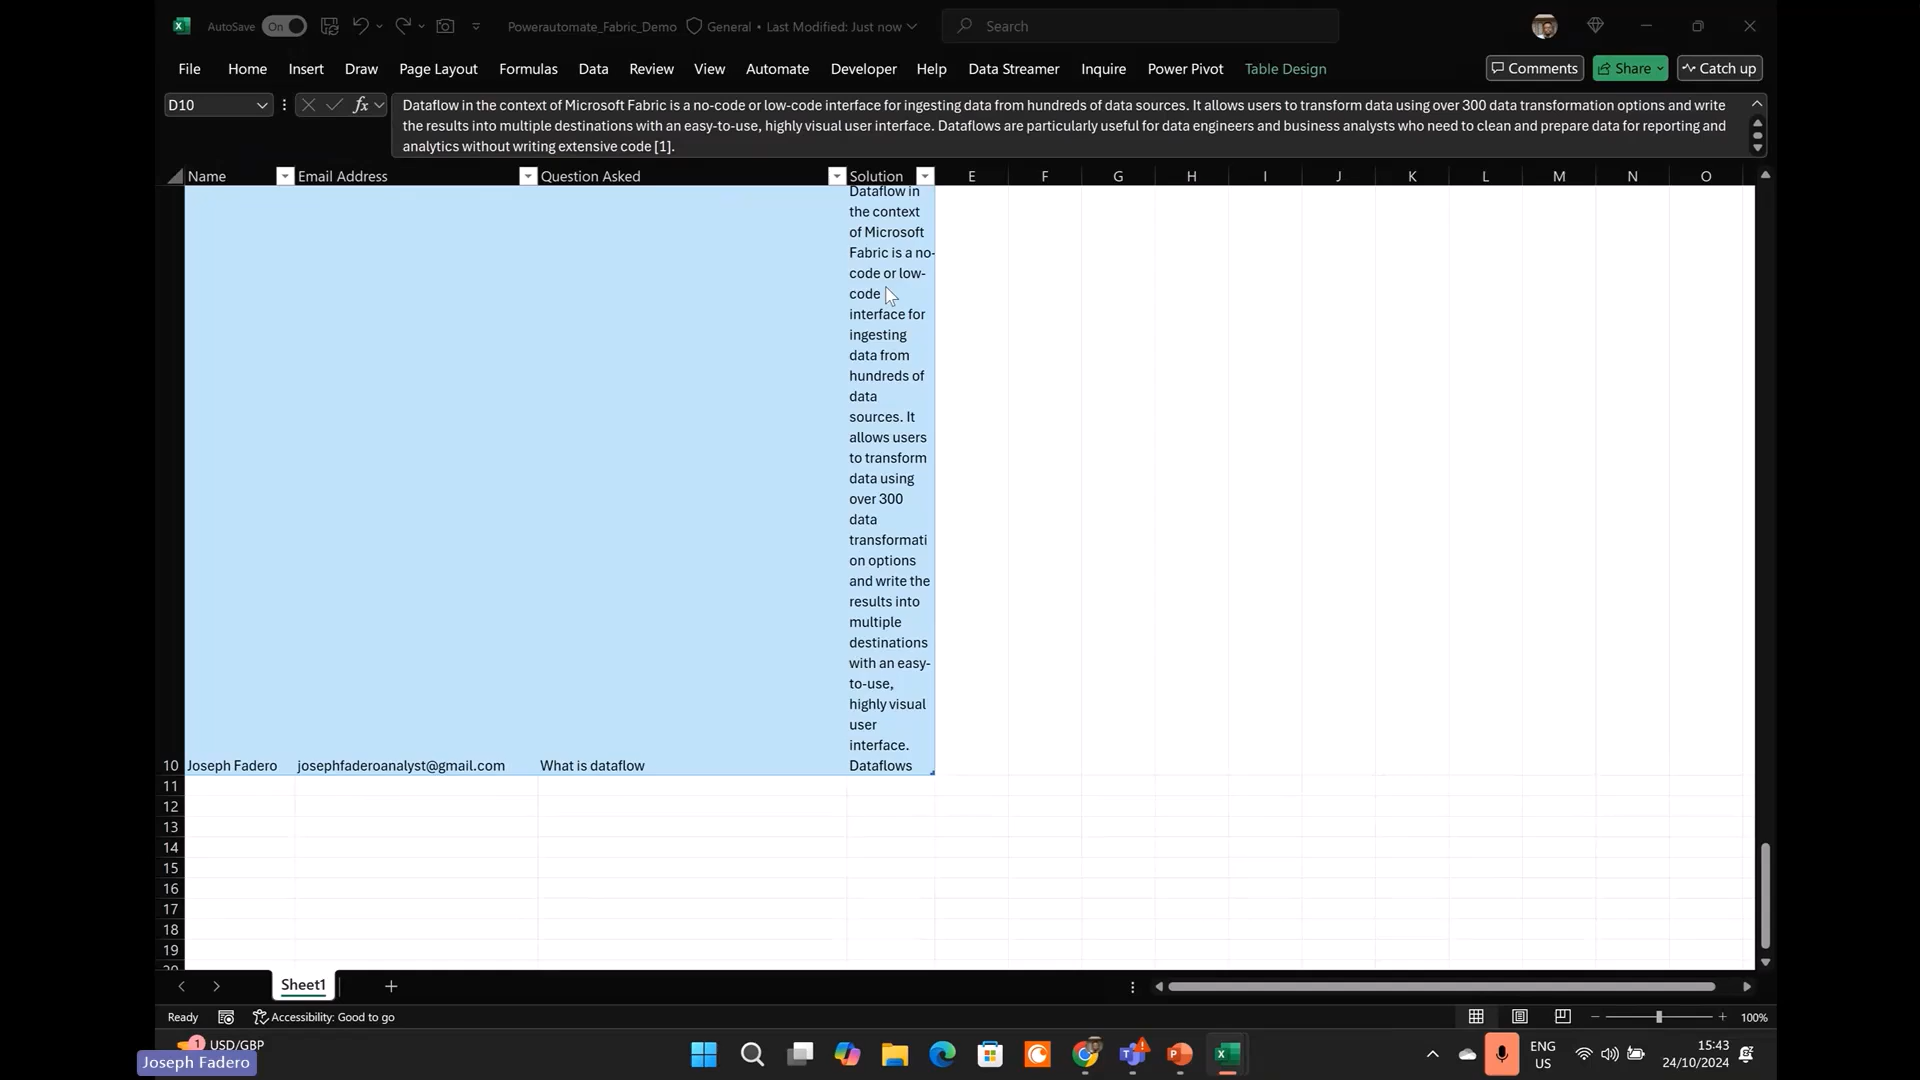 AutoSave On Powerautomate_Fabric_Demo General • Last Modified: Just now Search
File Home Insert Draw Page Layout Formulas Data Review View Automate Developer Help Data Streamer Inquire Power Pivot Table Design Comments Share Catch up
D10 fx Dataflow in the context of Microsoft Fabric is a no-code or low-code interface for ingesting data from hundreds of data sources. It allows users to transform data using over 300 data transformation options and write
the results into multiple destinations with an easy-to-use, highly visual user interface. Dataflows are particularly useful for data engineers and business analysts who need to clean and prepare data for reporting and
analytics without writing extensive code [1].
Name Email Address Question Asked Solution E F G H I J K L M N O
Dataflow in
the context
of Microsoft
Fabric is a no-
code or low-
code
interface for
ingesting
data from
hundreds of
data
sources. It
allows users
to transform
data using
over 300
data
transformati
on options
and write the
results into
multiple
destinations
with an easy-
to-use,
highly visual
user
interface.
10 Joseph Fadero josephfaderoanalyst@gmail.com What is dataflow Dataflows
11
12
13
14
15
16
17
18
19
20
Sheet1
Ready Accessibility: Good to go 100%
1 USD/GBP
Joseph Fadero
ENG
US
15:43
24/10/2024